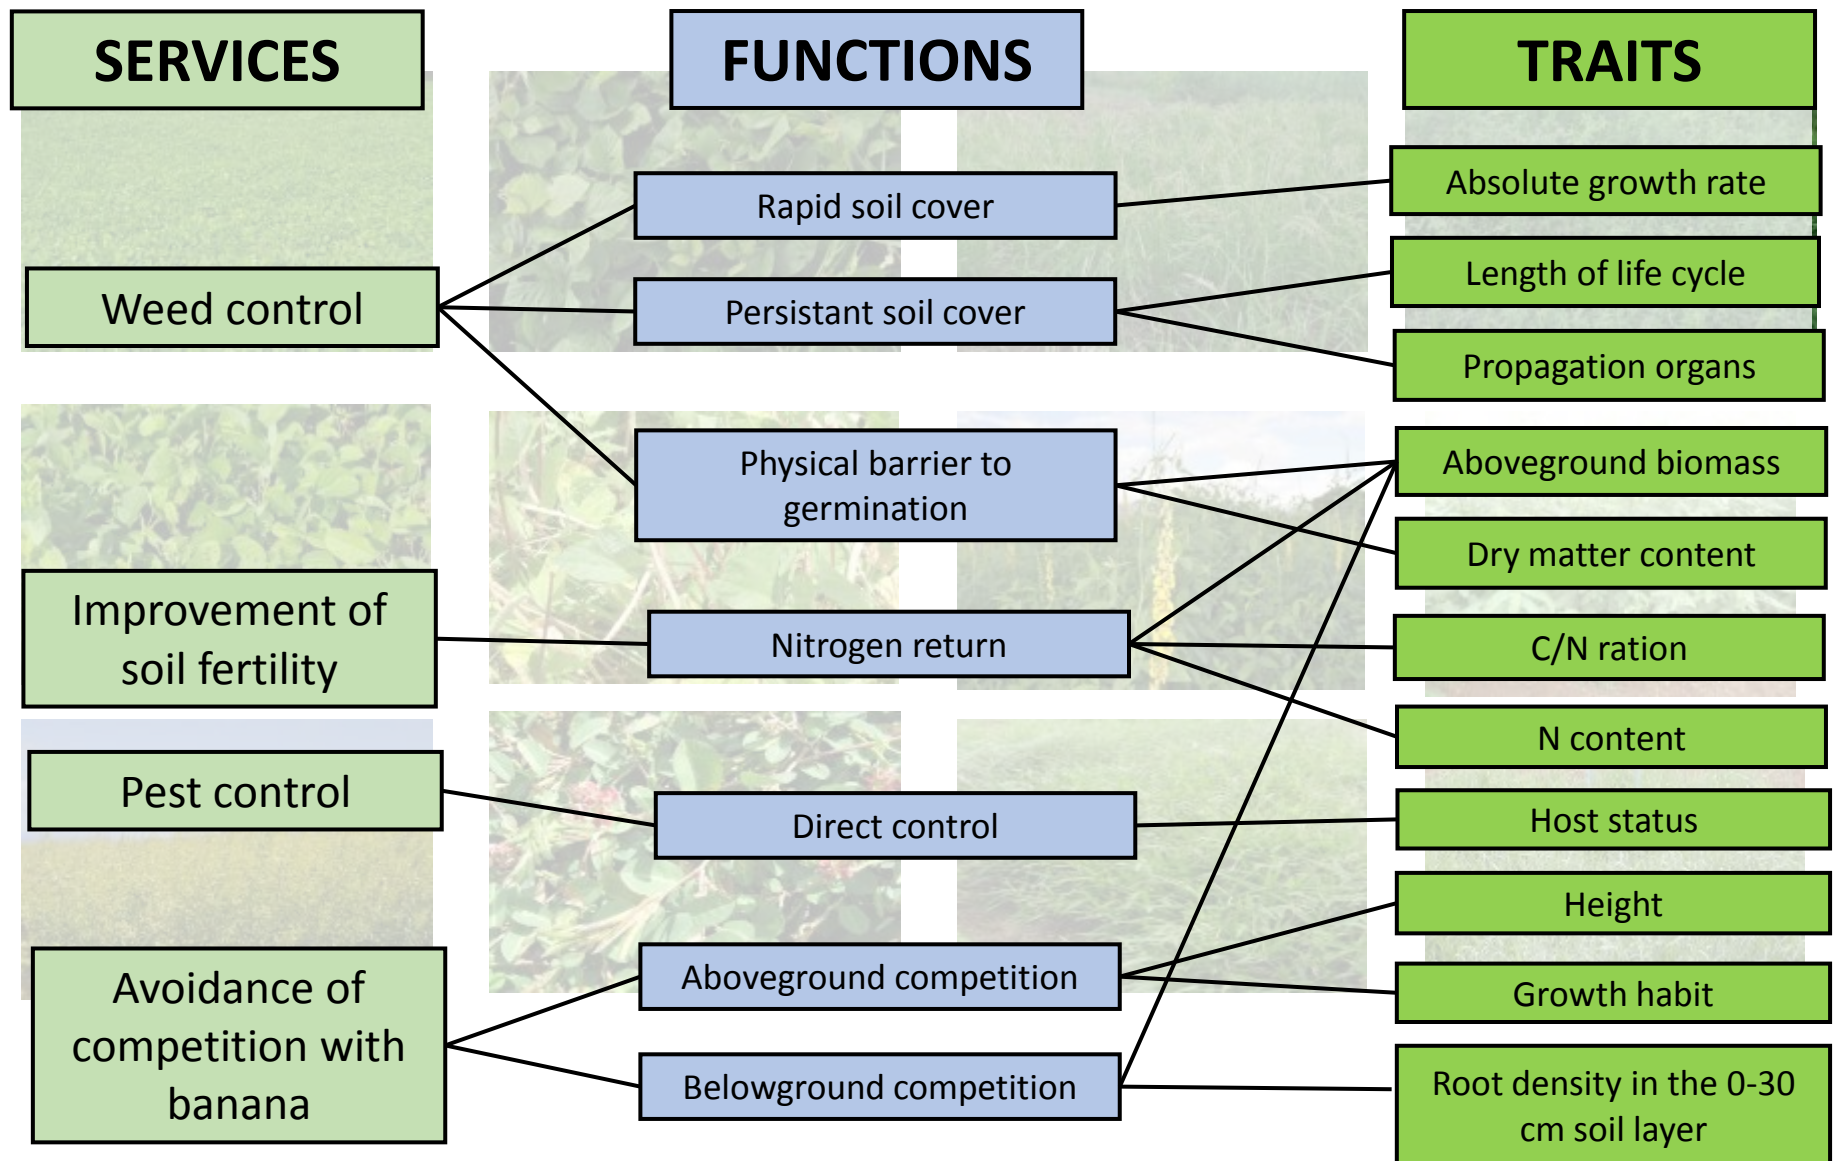 SERVICES
FUNCTIONS
TRAITS
Weed control
Improvement of
soil fertility
Pest control
Avoidance of
competition with
banana
Rapid soil cover
Persistant soil cover
Physical barrier to
germination
Nitrogen return
Direct control
Aboveground competition
Belowground competition
Absolute growth rate
Length of life cycle
Propagation organs
Aboveground biomass
Dry matter content
C/N ration
N content
Host status
Height
Growth habit
Root density in the 0-30
cm soil layer